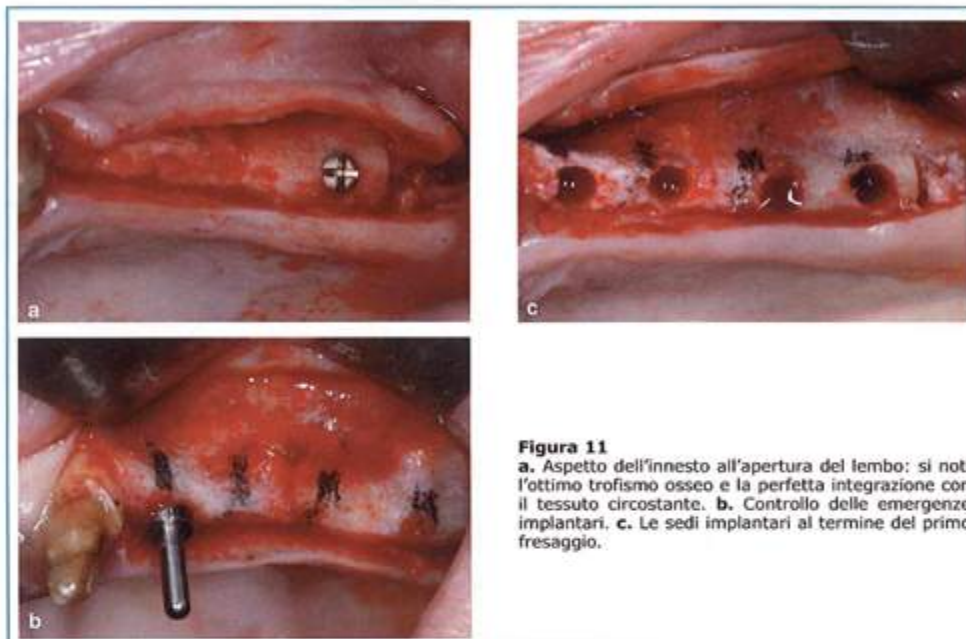 a
c
b
Figura 11
a. Aspetto dell'innesto all'apertura del lembo: si not
l'ottimo trofismo osseo e la perfetta integrazione con
il tessuto circostante. b. Controllo delle emergenze
implantari. c. Le sedi implantari al termine del primo
fresaggio.